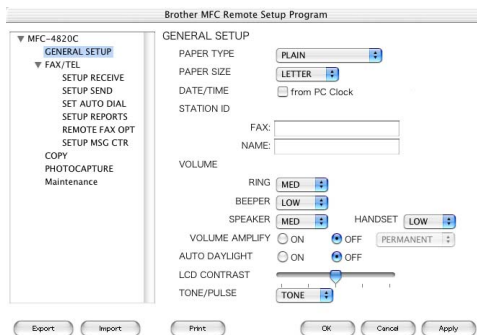 Brother MFC Remote Setup Program
MFC-4820C
GENERAL SETUP
FAX/TEL
SETUP RECEIVE
SETUP SEND
SET AUTO DIAL
SETUP REPORTS
REMOTE FAX OPT
SETUP MSG CTR
COPY
PHOTOCAPTURE
Maintenance
GENERAL SETUP
PAPER TYPE PLAIN
PAPER SIZE LETTER
DATE/TIME from PC Clock
STATION ID
FAX:
NAME:
VOLUME
RING MED
BEEPER LOW
SPEAKER MED HANDSET LOW
VOLUME AMPLIFY ON OFF PERMANENT
AUTO DAYLIGHT ON OFF
LCD CONTRAST
TONE/PULSE TONE
Export Import Print OK Cancel Apply